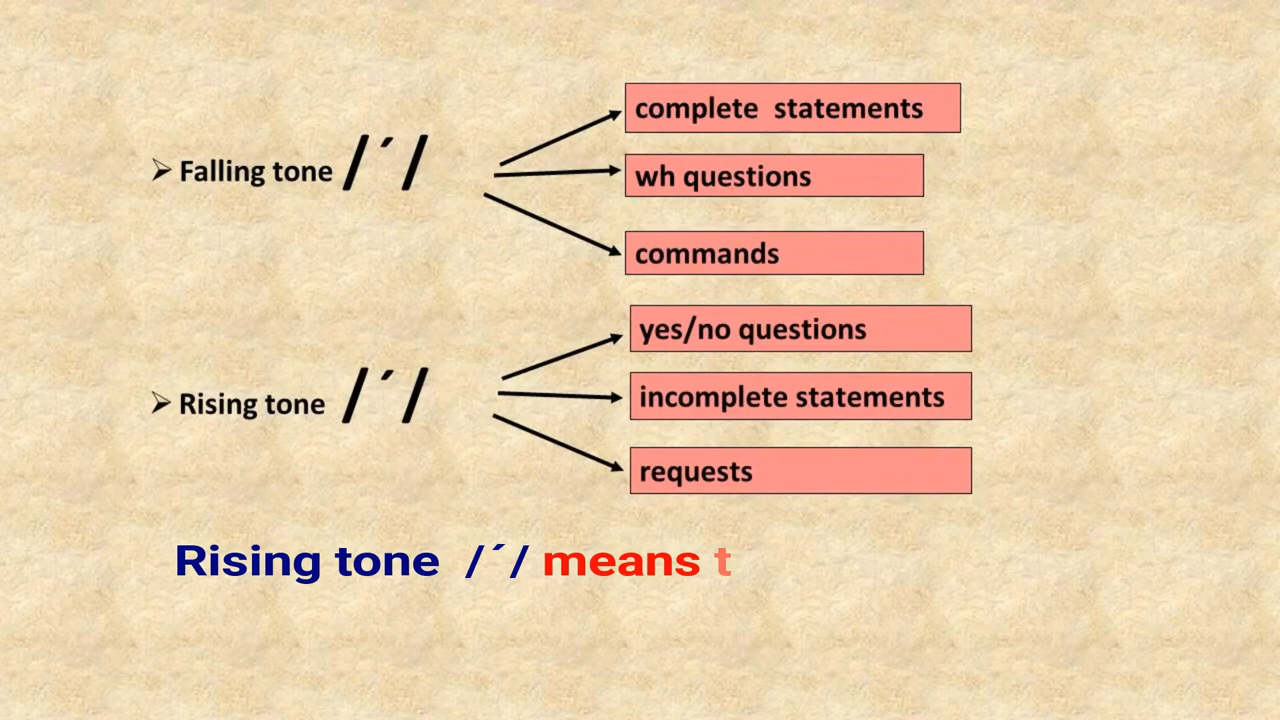 ➢ Falling tone /´/
complete statements
wh questions
commands
➢ Rising tone /´/
yes/no questions
incomplete statements
requests
Rising tone /´/ means t